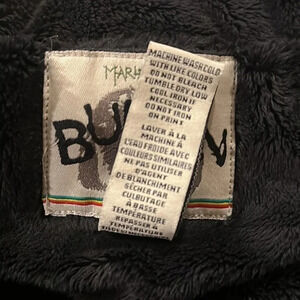 MAR
BU
MACHINE WASH COLD
WITH LIKE COLORS
DO NOT BLEACH
TUMBLE DRY LOW
COOL IRON IF
NECESSARY
DO NOT IRON
ON PRINT
LAVER À LA
MACHINE À
L'EAU FROIDE AVEC
COULEURS SIMILAIRES
NE PAS UTILISER
D'AGENT
DE BLANCHIMENT
SÉCHER PAR
CULBUTAGE
À BASSE
TEMPÉRATURE
REPASSER À